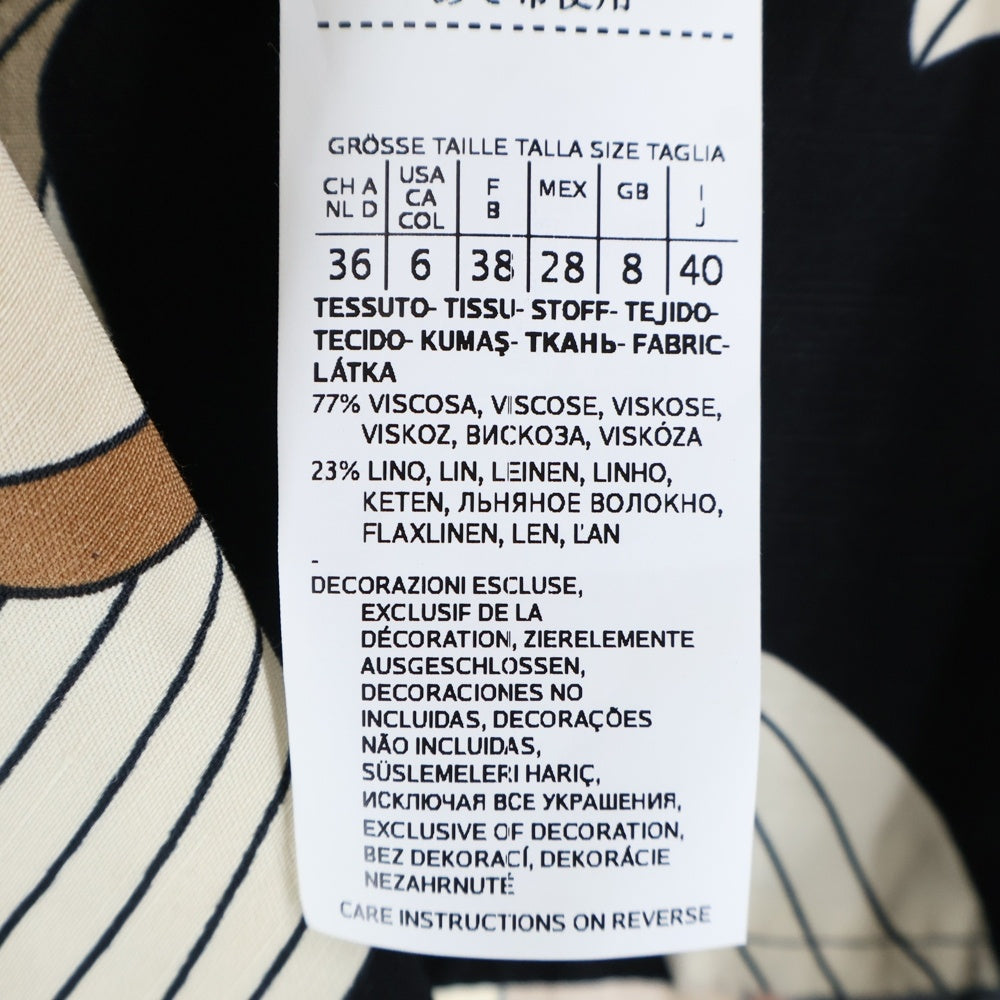 GRÖSSE TAILLE TALLA SIZE TAGLIA
CH A NL D | USA CA COL | F B | MEX | GB | I J
36 | 6 | 38 | 28 | 8 | 40
TESSUTO- TISSU- STOFF- TEJIDO-
TECIDO- KUMAŞ- ТКАНЬ- FABRIC-
LÁTKA
77% VISCOSA, VISCOSE, VISKOSE,
VISKOZ, ВИСКОЗА, VISKÓZA
23% LINO, LIN, LEINEN, LINHO,
KETEN, ЛЬНЯНОЕ ВОЛОКНО,
FLAXLINEN, LEN, ĽAN
-
DECORAZIONI ESCLUSE,
EXCLUSIF DE LA
DÉCORATION, ZIERELEMENTE
AUSGESCHLOSSEN,
DECORACIONES NO
INCLUIDAS, DECORAÇÕES
NÃO INCLUIDAS,
SÜSLEMELERI HARIÇ,
ИСКЛЮЧАЯ ВСЕ УКРАШЕНИЯ,
EXCLUSIVE OF DECORATION,
BEZ DEKORACÍ, DEKORÁCIE
NEZAHRNUTÉ
CARE INSTRUCTIONS ON REVERSE